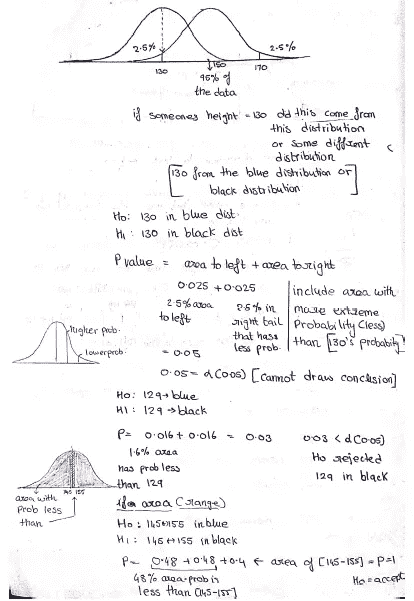 2.5%
2.5%
130
150
170
95% of
the data
if someones height = 130 did this come from
this distribution
or some different
distribution
[130 from the blue distribution or
black distribution]
H0: 130 in blue dist.
H1: 130 in black dist
P value = area to left + area to right
0.025 + 0.025
2.5% area
to left
2.5% in
right tail
that has
less prob.
include area with
more extreme
Probability (less)
than [130's probabity]
higher prob.
lower prob.
= 0.05
0.05 = α(0.05) [cannot draw conclusion]
H0: 129 → blue
H1: 129 → black
P = 0.016 + 0.016 = 0.03
0.03 < α(0.05)
1.6% area
has prob less
than 129
H0 rejected
129 in black
145 155
area with
prob less
than
if for area (range)
H0: 145↔155 in blue
H1: 145↔155 in black
P = 0.48 + 0.48 + 0.4 ← area of [145-155] = P=1
48% area prob is
less than [145-155]
H0 = accept